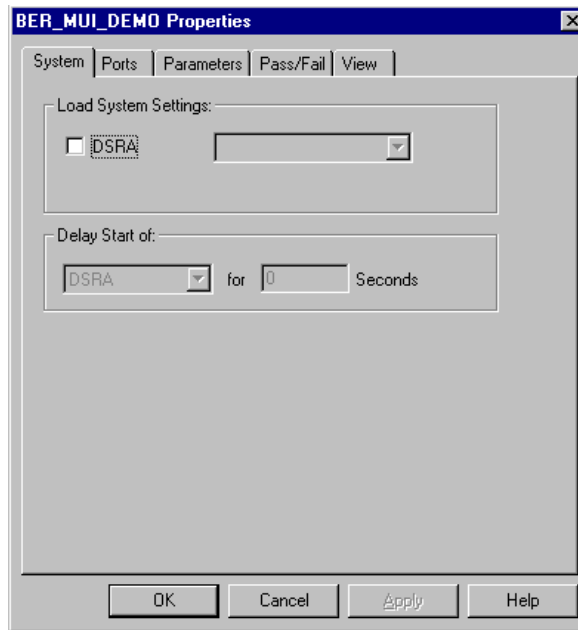 BER_MUI_DEMO Properties
System Ports Parameters Pass/Fail View
Load System Settings:
DSRA
Delay Start of:
DSRA for 0 Seconds
OK Cancel Apply Help